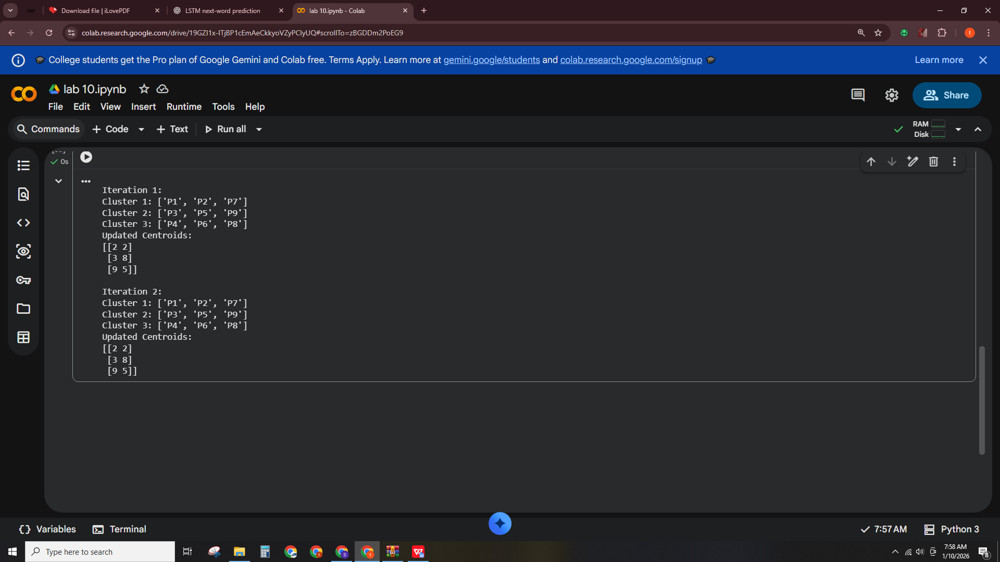 NIST
Download file | iLovePDF
LSTM next-word prediction
lab 10.ipynb - Colab
colab.research.google.com/drive/19GZI1x-ITjBP1cEmAeCkkyoVZyPClyUQ#scrollTo=zBGDDm2PoEG9
t
🎓 College students get the Pro plan of Google Gemini and Colab free. Terms Apply. Learn more at gemini.google/students and colab.research.google.com/signup 🎓
Learn more
lab 10.ipynb
Share
File Edit View Insert Runtime Tools Help
Commands + Code + Text Run all
RAM
Disk
0s
Iteration 1:
Cluster 1: ['P1', 'P2', 'P7']
Cluster 2: ['P3', 'P5', 'P9']
Cluster 3: ['P4', 'P6', 'P8']
Updated Centroids:
[[2 2]
[3 8]
[9 5]]
Iteration 2:
Cluster 1: ['P1', 'P2', 'P7']
Cluster 2: ['P3', 'P5', 'P9']
Cluster 3: ['P4', 'P6', 'P8']
Updated Centroids:
[[2 2]
[3 8]
[9 5]]
{} Variables Terminal
7:57 AM Python 3
Type here to search
7:58 AM
1/10/2026
8